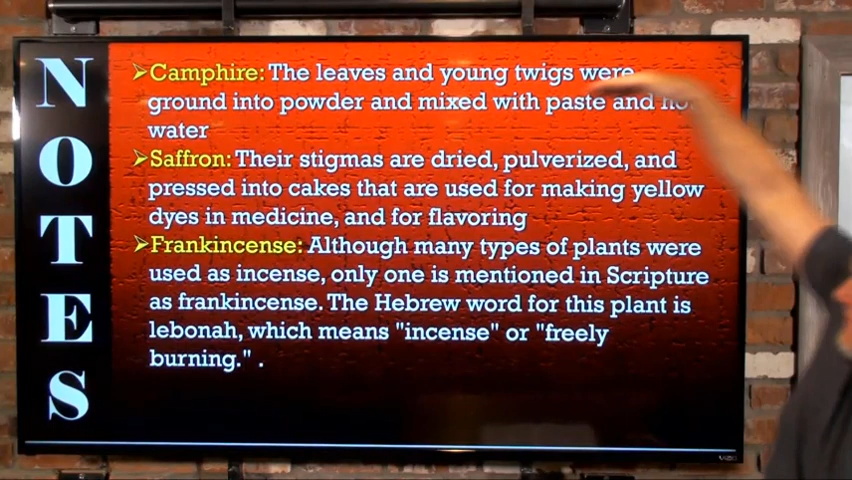 NOTES
➢Camphire: The leaves and young twigs were
ground into powder and mixed with paste and
water
➢Saffron: Their stigmas are dried, pulverized, and
pressed into cakes that are used for making yellow
dyes in medicine, and for flavoring
➢Frankincense: Although many types of plants were
used as incense, only one is mentioned in Scripture
as frankincense. The Hebrew word for this plant is
lebonah, which means "incense" or "freely
burning." .
VIZIO